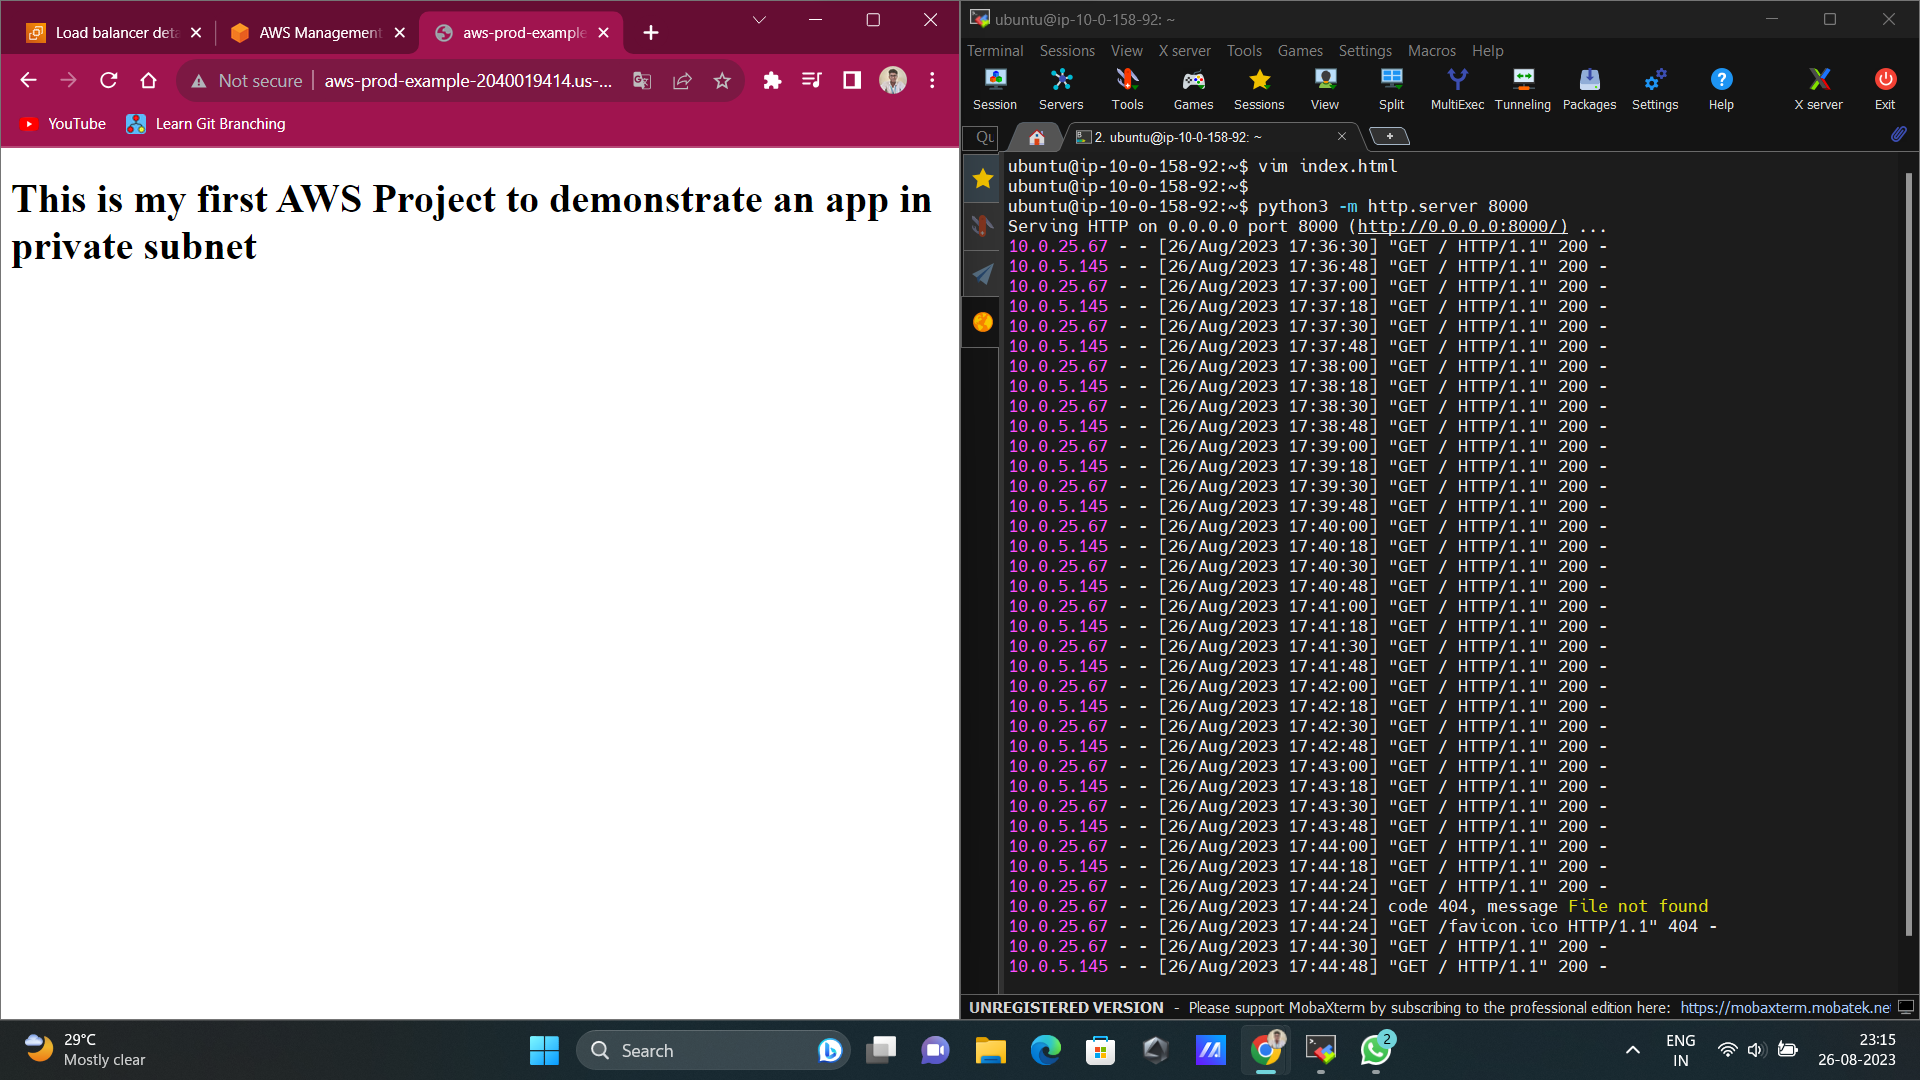 Load balancer deta
AWS Management
aws-prod-example
Not secure
aws-prod-example-2040019414.us-...
YouTube
Learn Git Branching
This is my first AWS Project to demonstrate an app in
private subnet
ubuntu@ip-10-0-158-92: ~
Terminal Sessions View X server Tools Games Settings Macros Help
Session Servers Tools Games Sessions View Split MultiExec Tunneling Packages Settings Help X server Exit
Qu
2. ubuntu@ip-10-0-158-92: ~
ubuntu@ip-10-0-158-92:~$ vim index.html
ubuntu@ip-10-0-158-92:~$
ubuntu@ip-10-0-158-92:~$ python3 -m http.server 8000
Serving HTTP on 0.0.0.0 port 8000 (http://0.0.0.0:8000/) ...
10.0.25.67 - - [26/Aug/2023 17:36:30] "GET / HTTP/1.1" 200 -
10.0.5.145 - - [26/Aug/2023 17:36:48] "GET / HTTP/1.1" 200 -
10.0.25.67 - - [26/Aug/2023 17:37:00] "GET / HTTP/1.1" 200 -
10.0.5.145 - - [26/Aug/2023 17:37:18] "GET / HTTP/1.1" 200 -
10.0.25.67 - - [26/Aug/2023 17:37:30] "GET / HTTP/1.1" 200 -
10.0.5.145 - - [26/Aug/2023 17:37:48] "GET / HTTP/1.1" 200 -
10.0.25.67 - - [26/Aug/2023 17:38:00] "GET / HTTP/1.1" 200 -
10.0.5.145 - - [26/Aug/2023 17:38:18] "GET / HTTP/1.1" 200 -
10.0.25.67 - - [26/Aug/2023 17:38:30] "GET / HTTP/1.1" 200 -
10.0.5.145 - - [26/Aug/2023 17:38:48] "GET / HTTP/1.1" 200 -
10.0.25.67 - - [26/Aug/2023 17:39:00] "GET / HTTP/1.1" 200 -
10.0.5.145 - - [26/Aug/2023 17:39:18] "GET / HTTP/1.1" 200 -
10.0.25.67 - - [26/Aug/2023 17:39:30] "GET / HTTP/1.1" 200 -
10.0.5.145 - - [26/Aug/2023 17:39:48] "GET / HTTP/1.1" 200 -
10.0.25.67 - - [26/Aug/2023 17:40:00] "GET / HTTP/1.1" 200 -
10.0.5.145 - - [26/Aug/2023 17:40:18] "GET / HTTP/1.1" 200 -
10.0.25.67 - - [26/Aug/2023 17:40:30] "GET / HTTP/1.1" 200 -
10.0.5.145 - - [26/Aug/2023 17:40:48] "GET / HTTP/1.1" 200 -
10.0.25.67 - - [26/Aug/2023 17:41:00] "GET / HTTP/1.1" 200 -
10.0.5.145 - - [26/Aug/2023 17:41:18] "GET / HTTP/1.1" 200 -
10.0.25.67 - - [26/Aug/2023 17:41:30] "GET / HTTP/1.1" 200 -
10.0.5.145 - - [26/Aug/2023 17:41:48] "GET / HTTP/1.1" 200 -
10.0.25.67 - - [26/Aug/2023 17:42:00] "GET / HTTP/1.1" 200 -
10.0.5.145 - - [26/Aug/2023 17:42:18] "GET / HTTP/1.1" 200 -
10.0.25.67 - - [26/Aug/2023 17:42:30] "GET / HTTP/1.1" 200 -
10.0.5.145 - - [26/Aug/2023 17:42:48] "GET / HTTP/1.1" 200 -
10.0.25.67 - - [26/Aug/2023 17:43:00] "GET / HTTP/1.1" 200 -
10.0.5.145 - - [26/Aug/2023 17:43:18] "GET / HTTP/1.1" 200 -
10.0.25.67 - - [26/Aug/2023 17:43:30] "GET / HTTP/1.1" 200 -
10.0.5.145 - - [26/Aug/2023 17:43:48] "GET / HTTP/1.1" 200 -
10.0.25.67 - - [26/Aug/2023 17:44:00] "GET / HTTP/1.1" 200 -
10.0.5.145 - - [26/Aug/2023 17:44:18] "GET / HTTP/1.1" 200 -
10.0.25.67 - - [26/Aug/2023 17:44:24] "GET / HTTP/1.1" 200 -
10.0.25.67 - - [26/Aug/2023 17:44:24] code 404, message File not found
10.0.25.67 - - [26/Aug/2023 17:44:24] "GET /favicon.ico HTTP/1.1" 404 -
10.0.25.67 - - [26/Aug/2023 17:44:30] "GET / HTTP/1.1" 200 -
10.0.5.145 - - [26/Aug/2023 17:44:48] "GET / HTTP/1.1" 200 -
UNREGISTERED VERSION - Please support MobaXterm by subscribing to the professional edition here: https://mobaxterm.mobatek.net
29°C
Mostly clear
Search
2
ENG
IN
23:15
26-08-2023